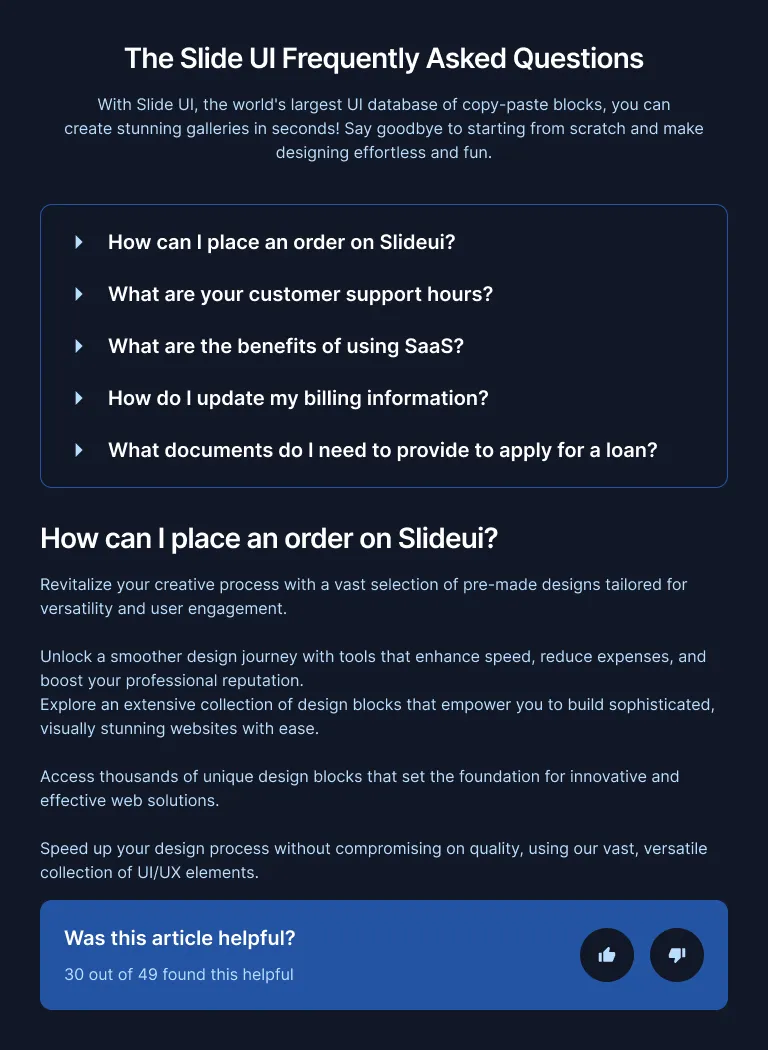 The Slide UI Frequently Asked Questions
With Slide UI, the world's largest UI database of copy-paste blocks, you can
create stunning galleries in seconds! Say goodbye to starting from scratch and make
designing effortless and fun.
How can I place an order on Slideui?
What are your customer support hours?
What are the benefits of using SaaS?
How do I update my billing information?
What documents do I need to provide to apply for a loan?
How can I place an order on Slideui?
Revitalize your creative process with a vast selection of pre-made designs tailored for
versatility and user engagement.
Unlock a smoother design journey with tools that enhance speed, reduce expenses, and
boost your professional reputation.
Explore an extensive collection of design blocks that empower you to build sophisticated,
visually stunning websites with ease.
Access thousands of unique design blocks that set the foundation for innovative and
effective web solutions.
Speed up your design process without compromising on quality, using our vast, versatile
collection of UI/UX elements.
Was this article helpful?
30 out of 49 found this helpful